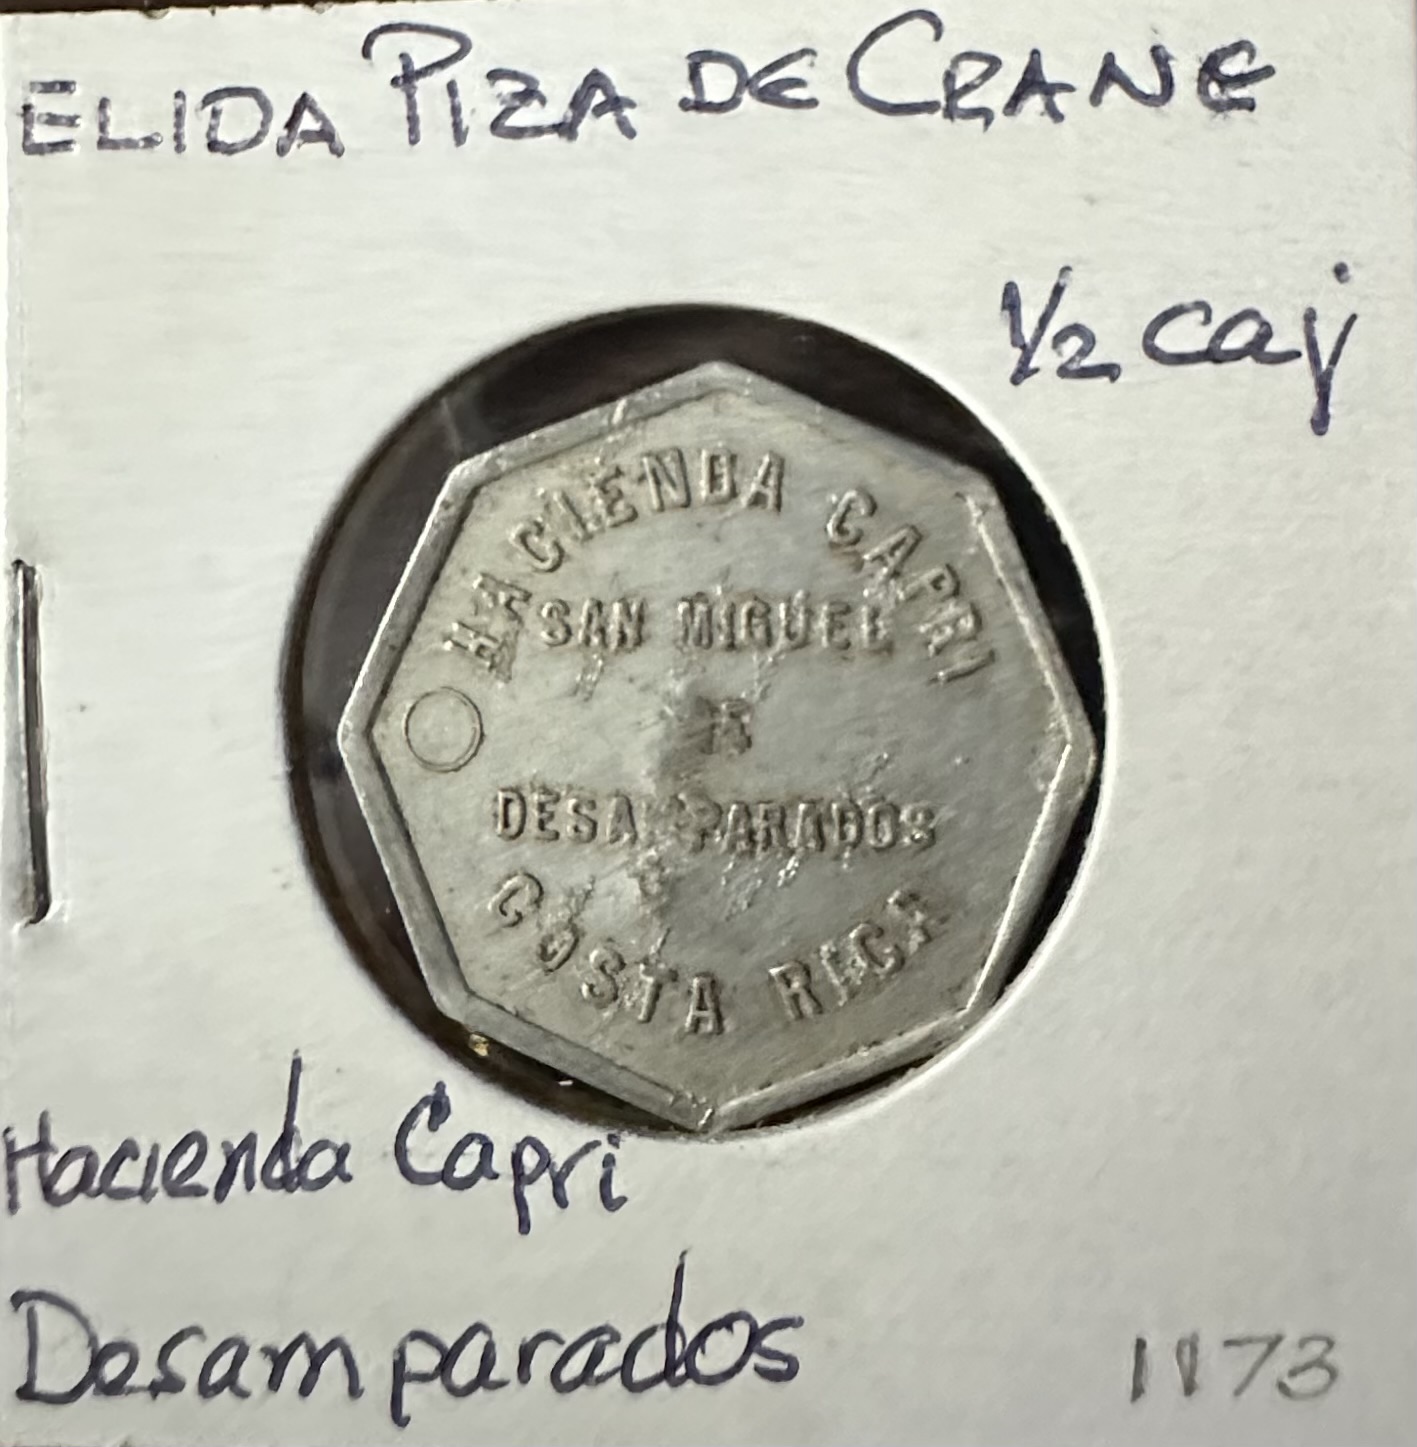 ELIDA PIZA DE CRANE
1/2 caj
HACIENDA CAPRI
SAN MIGUEL
DESAMPARADOS
COSTA RICA
Hacienda Capri
Desamparados
1173